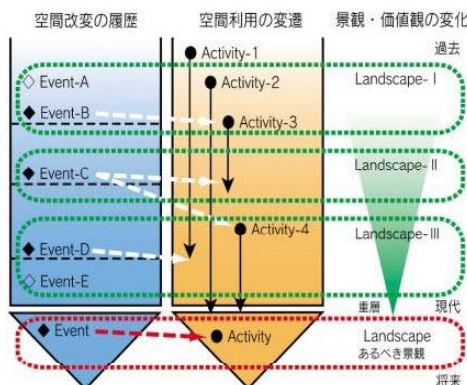 空間改変の履歴
空間利用の変遷
景観・価値観の変化
過去
Activity-1
Event-A
Activity-2
Landscape-Ⅰ
Event-B
Activity-3
Event-C
Landscape-Ⅱ
Activity-4
Landscape-Ⅲ
Event-D
Event-E
重層
現代
Event
Activity
Landscape
あるべき景観
将来